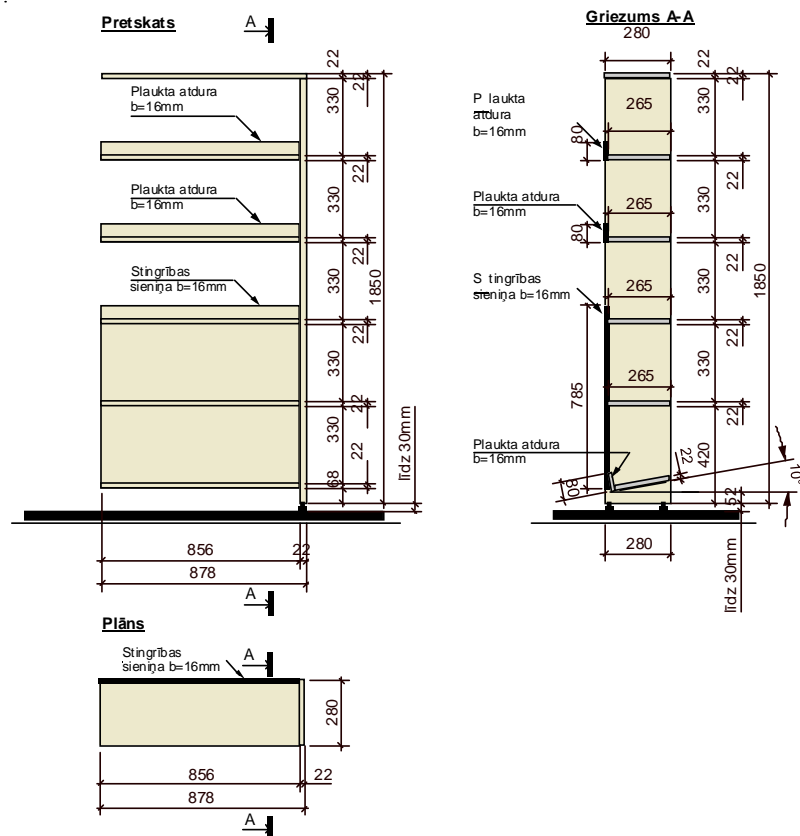 Pretskats
A
Griezums A-A
280
22
22
330
Plaukta atdura
b=16mm
22
330
Plaukta atdura
b=16mm
22
330
Stingrības
sieniņa b=16mm
22
330
1850
22
330
22
68
līdz 30mm
856
22
878
A
22
22
330
P laukta
atdura
b=16mm
265
80
22
330
Plaukta atdura
b=16mm
265
80
22
330
S tingrības
sieniņa b=16mm
265
22
330
1850
785
265
22
420
Plaukta atdura
b=16mm
22
80
10°
52
280
līdz 30mm
Plāns
Stingrības
sieniņa b=16mm
A
280
856
22
878
A